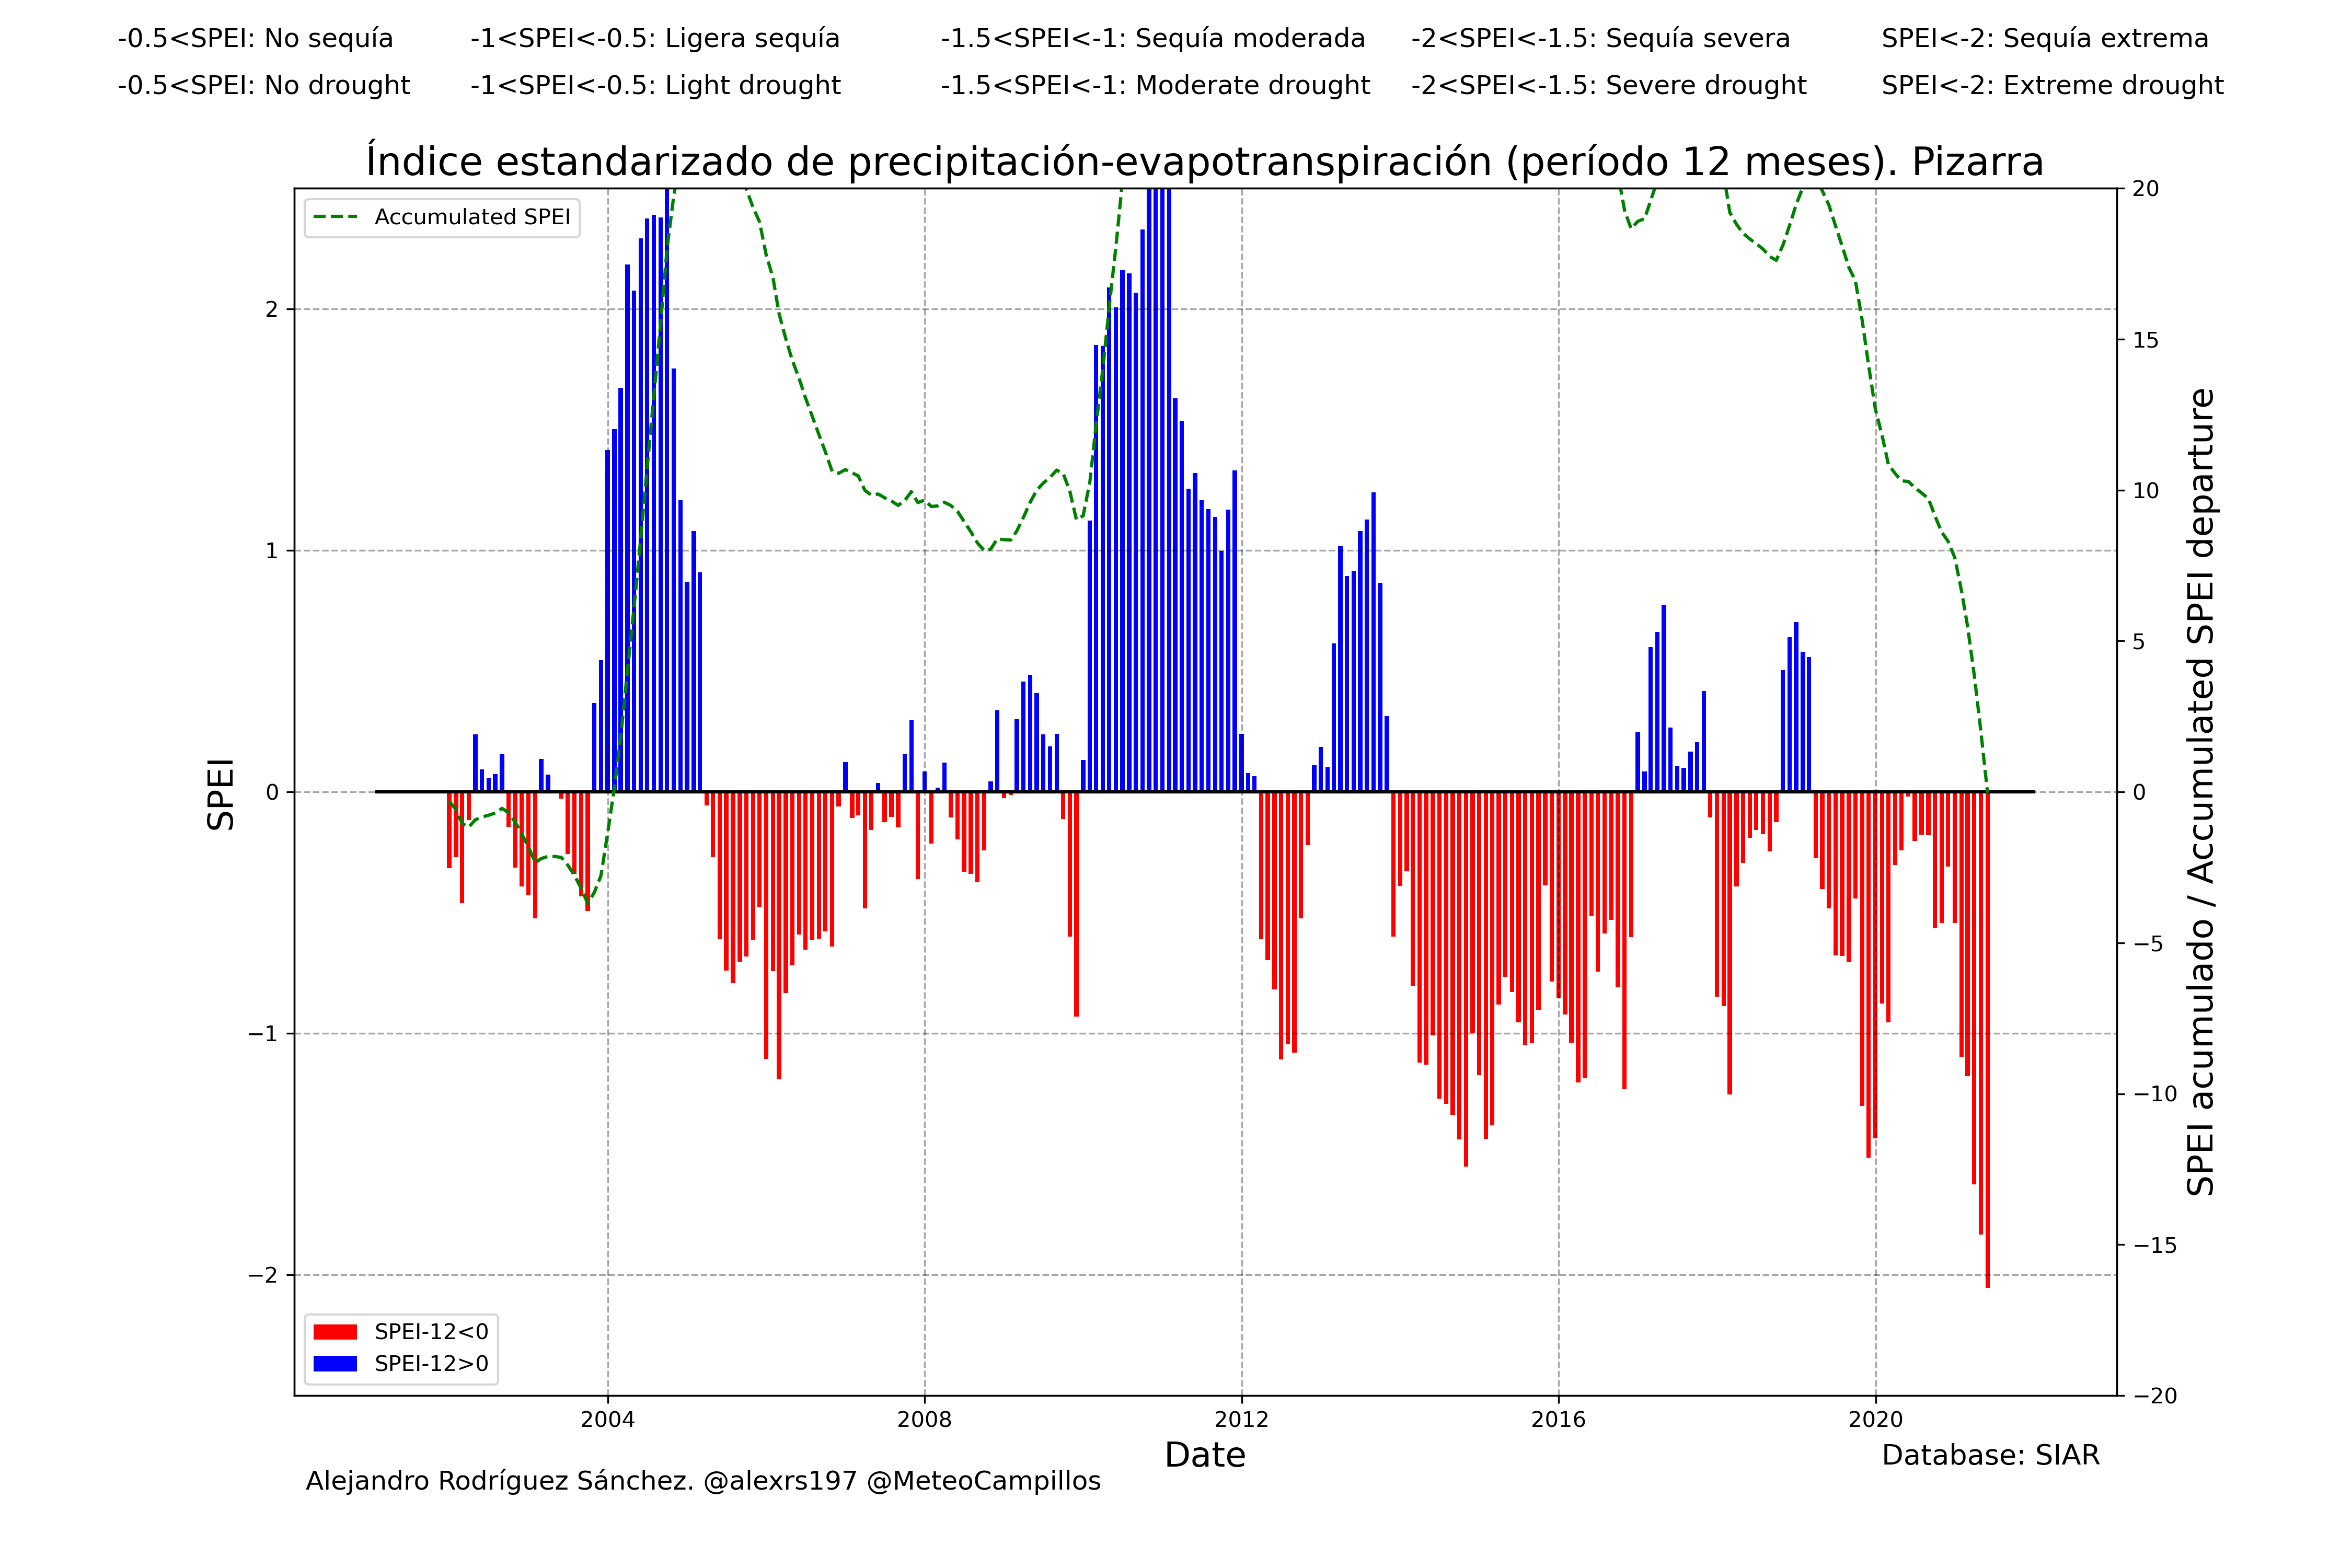 -0.5<SPEI: No sequía -1<SPEI<-0.5: Ligera sequía -1.5<SPEI<-1: Sequía moderada -2<SPEI<-1.5: Sequía severa SPEI<-2: Sequía extrema
-0.5<SPEI: No drought -1<SPEI<-0.5: Light drought -1.5<SPEI<-1: Moderate drought -2<SPEI<-1.5: Severe drought SPEI<-2: Extreme drought
Índice estandarizado de precipitación-evapotranspiración (período 12 meses). Pizarra
Accumulated SPEI
SPEI
2
1
0
−1
−2
20
15
10
5
0
−5
−10
−15
−20
SPEI acumulado / Accumulated SPEI departure
SPEI-12<0
SPEI-12>0
2004 2008 2012 2016 2020
Date
Database: SIAR
Alejandro Rodríguez Sánchez. @alexrs197 @MeteoCampillos